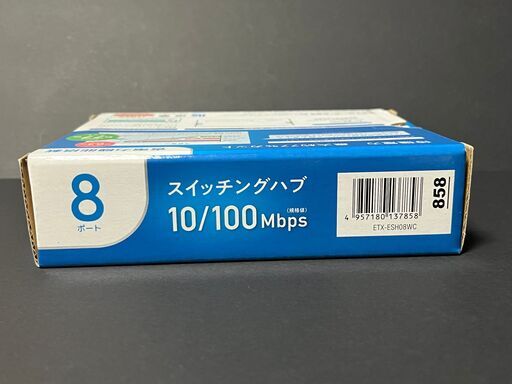 8
ポート
スイッチングハブ
10/100Mbps
(規格値)
4 957180 137858
ETX-ESH08WC
858